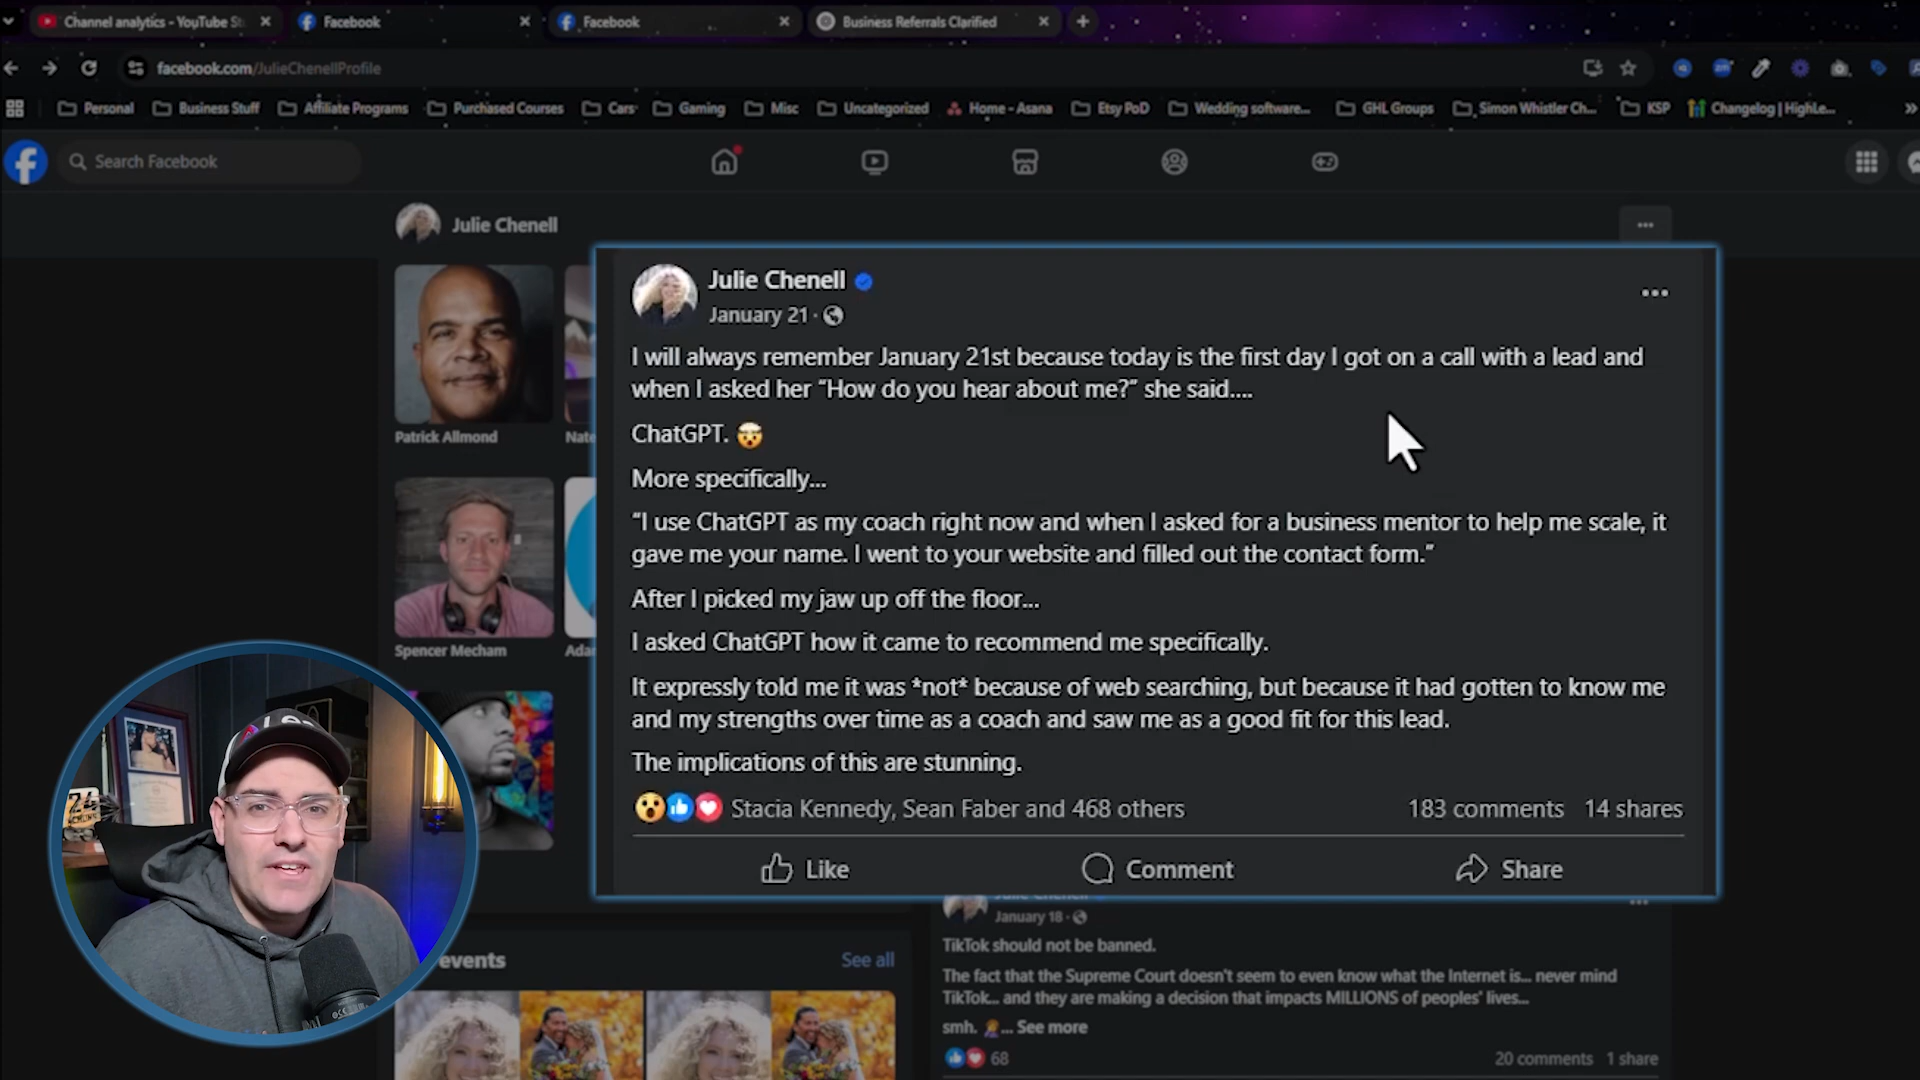 Channel analytics - YouTube St
Facebook
Facebook
Business Referrals Clarified
facebook.com/JulieChenellProfile
Personal
Business Stuff
Affiliate Programs
Purchased Courses
Cars
Gaming
Misc
Uncategorized
Home - Asana
Etsy PoD
Wedding software...
GHL Groups
Simon Whistler Ch...
KSP
Changelog | HighLe...
Search Facebook
Julie Chenell
Patrick Allmond
Nate
Spencer Mecham
Adar
Julie Chenell
January 21 ·
I will always remember January 21st because today is the first day I got on a call with a lead and
when I asked her “How do you hear about me?” she said....
ChatGPT. 🤯
More specifically...
“I use ChatGPT as my coach right now and when I asked for a business mentor to help me scale, it
gave me your name. I went to your website and filled out the contact form.”
After I picked my jaw up off the floor...
I asked ChatGPT how it came to recommend me specifically.
It expressly told me it was *not* because of web searching, but because it had gotten to know me
and my strengths over time as a coach and saw me as a good fit for this lead.
The implications of this are stunning.
Stacia Kennedy, Sean Faber and 468 others
183 comments 14 shares
Like
Comment
Share
events
See all
January 18 ·
TikTok should not be banned.
The fact that the Supreme Court doesn't seem to even know what the Internet is... never mind
TikTok... and they are making a decision that impacts MILLIONS of peoples' lives...
smh. 🤦... See more
68
20 comments 1 share
24